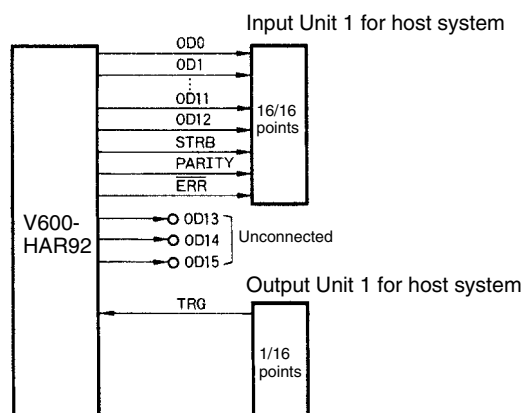 Input Unit 1 for host system
OD0
OD1
OD11
OD12
STRB
PARITY
ERR
16/16
points
V600-
HAR92
OD13
OD14
OD15
Unconnected
Output Unit 1 for host system
TRG
1/16
points